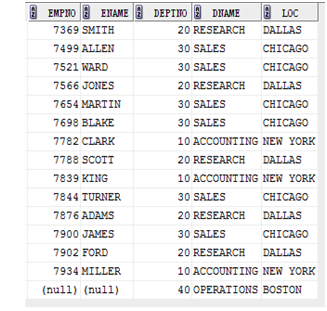 EMPNO ENAME DEPTNO DNAME LOC
7369 SMITH 20 RESEARCH DALLAS
7499 ALLEN 30 SALES CHICAGO
7521 WARD 30 SALES CHICAGO
7566 JONES 20 RESEARCH DALLAS
7654 MARTIN 30 SALES CHICAGO
7698 BLAKE 30 SALES CHICAGO
7782 CLARK 10 ACCOUNTING NEW YORK
7788 SCOTT 20 RESEARCH DALLAS
7839 KING 10 ACCOUNTING NEW YORK
7844 TURNER 30 SALES CHICAGO
7876 ADAMS 20 RESEARCH DALLAS
7900 JAMES 30 SALES CHICAGO
7902 FORD 20 RESEARCH DALLAS
7934 MILLER 10 ACCOUNTING NEW YORK
(null) (null) 40 OPERATIONS BOSTON